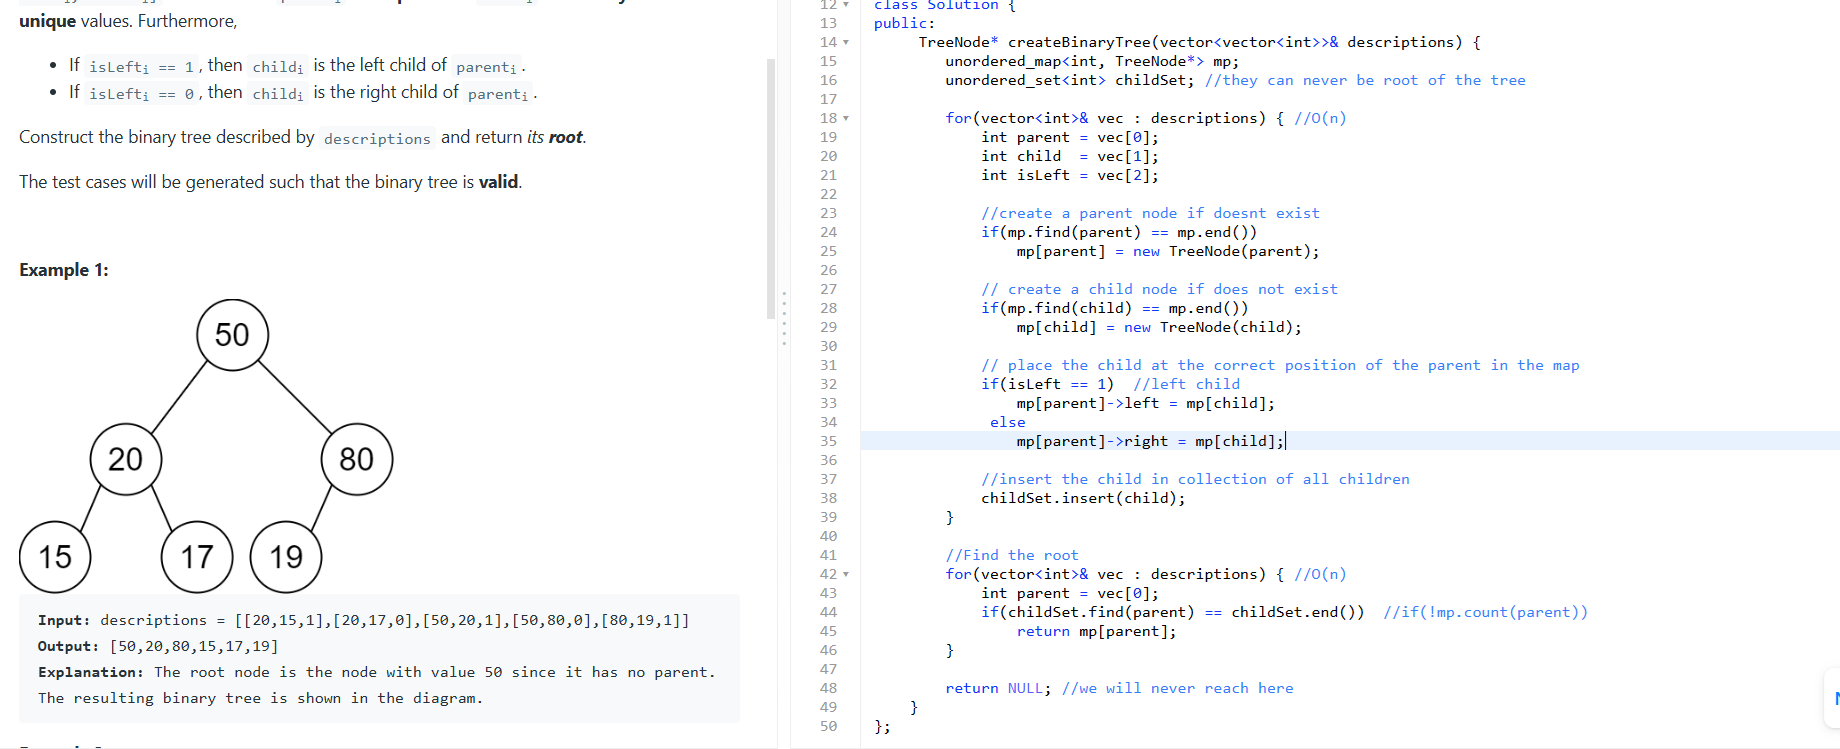 unique values. Furthermore,
• If isLeftᵢ == 1, then childᵢ is the left child of parentᵢ.
• If isLeftᵢ == 0, then childᵢ is the right child of parentᵢ.
Construct the binary tree described by descriptions and return its root.
The test cases will be generated such that the binary tree is valid.
Example 1:
50
20
80
15
17
19
Input: descriptions = [[20,15,1],[20,17,0],[50,20,1],[50,80,0],[80,19,1]]
Output: [50,20,80,15,17,19]
Explanation: The root node is the node with value 50 since it has no parent.
The resulting binary tree is shown in the diagram.
12 class Solution {
13 public:
14     TreeNode* createBinaryTree(vector<vector<int>>& descriptions) {
15        unordered_map<int, TreeNode*> mp;
16        unordered_set<int> childSet; //they can never be root of the tree
17
18        for(vector<int>& vec : descriptions) { //O(n)
19            int parent = vec[0];
20            int child  = vec[1];
21            int isLeft = vec[2];
22
23            //create a parent node if doesnt exist
24            if(mp.find(parent) == mp.end())
25                mp[parent] = new TreeNode(parent);
26
27            // create a child node if does not exist
28            if(mp.find(child) == mp.end())
29                mp[child] = new TreeNode(child);
30
31            // place the child at the correct position of the parent in the map
32            if(isLeft == 1)  //left child
33                mp[parent]->left = mp[child];
34             else
35                mp[parent]->right = mp[child];
36
37            //insert the child in collection of all children
38            childSet.insert(child);
39        }
40
41        //Find the root
42        for(vector<int>& vec : descriptions) { //O(n)
43            int parent = vec[0];
44            if(childSet.find(parent) == childSet.end())  //if(!mp.count(parent))
45                return mp[parent];
46        }
47
48        return NULL; //we will never reach here
49    }
50 };